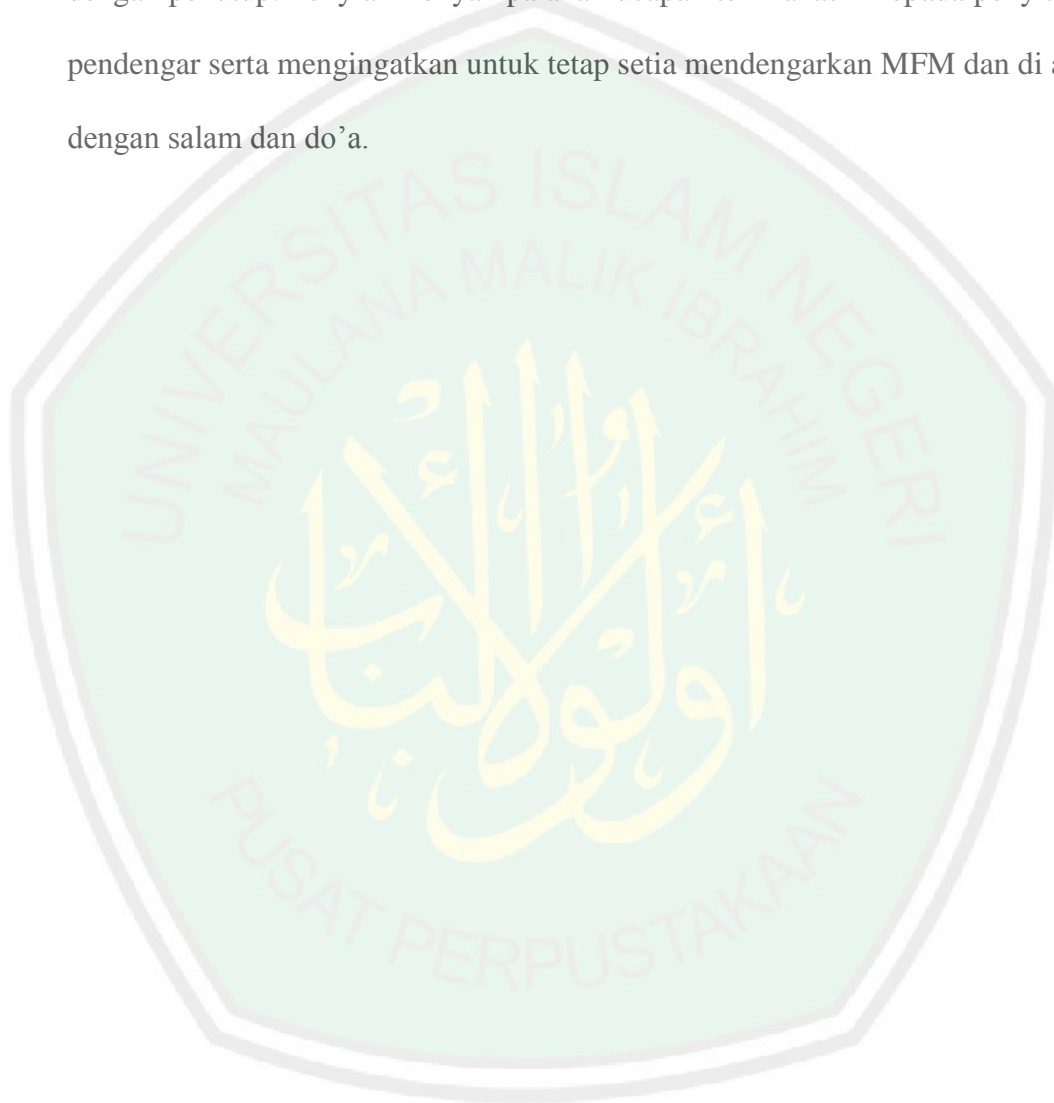 pendengar serta mengingatkan untuk tetap setia mendengarkan MFM dan di
dengan salam dan do’a.
UNIVERSITAS ISLAM NEGERI
MAULANA MALIK IBRAHIM
أولوا الألباب
PUSAT PERPUSTAKAAN